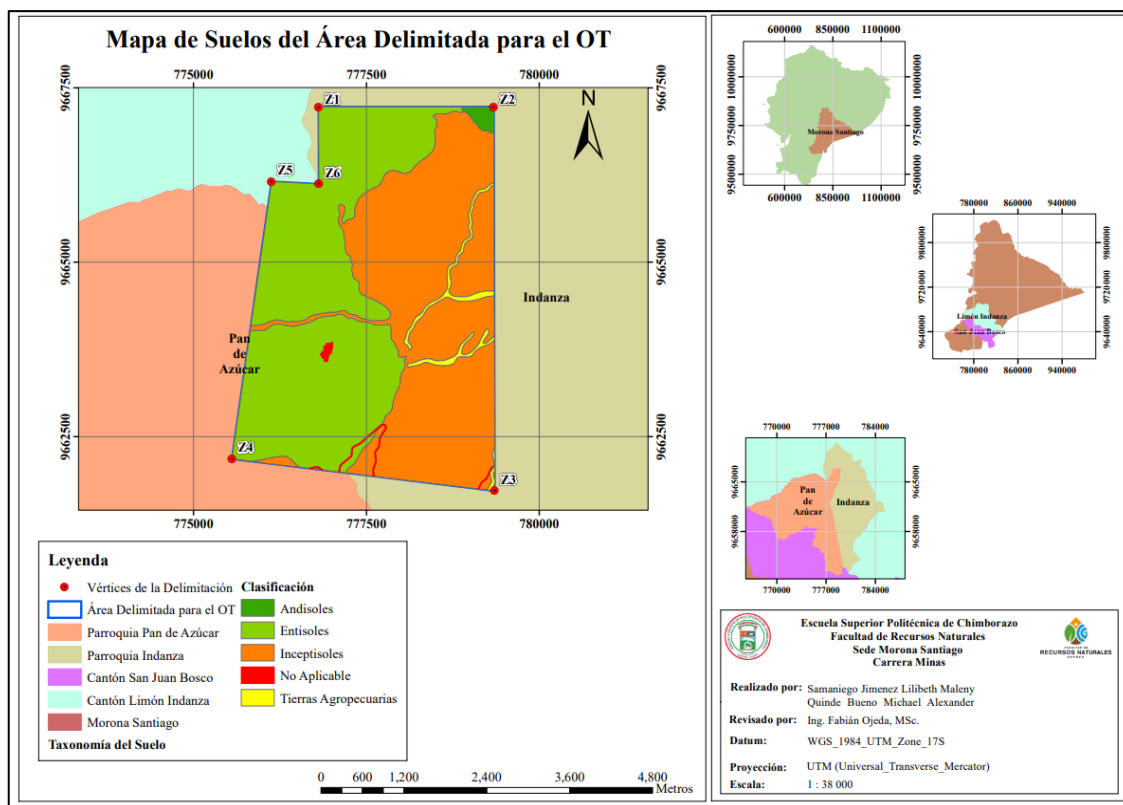 Mapa de Suelos del Área Delimitada para el OT
775000 777500 780000
9667500 9667500
9665000 9665000
9662500 9662500
775000 777500 780000
N
Z1
Z2
Z5
Z6
Indanza
Pan
de
Azúcar
Z4
Z3
Leyenda
Vértices de la Delimitación
Área Delimitada para el OT
Parroquia Pan de Azúcar
Parroquia Indanza
Cantón San Juan Bosco
Cantón Limón Indanza
Morona Santiago
Taxonomía del Suelo
Clasificación
Andisoles
Entisoles
Inceptisoles
No Aplicable
Tierras Agropecuarias
0 600 1,200 2,400 3,600 4,800
Metros
600000 850000 1100000
10000000 10000000
9750000 9750000
9500000 9500000
Morona Santiago
600000 850000 1100000
780000 860000 940000
9800000 9800000
9720000 9720000
9640000 9640000
Limón Indanza
San Juan Bosco
780000 860000 940000
770000 777000 784000
9665000 9665000
9658000 9658000
Pan
de
Azúcar
Indanza
770000 777000 784000
Escuela Superior Politécnica de Chimborazo
Facultad de Recursos Naturales
Sede Morona Santiago
Carrera Minas
RECURSOS NATURALES
Realizado por: Samaniego Jimenez Lilibeth Maleny
Quinde Bueno Michael Alexander
Revisado por: Ing. Fabián Ojeda, MSc.
Datum: WGS_1984_UTM_Zone_17S
Proyección: UTM (Universal_Transverse_Mercator)
Escala: 1 : 38 000